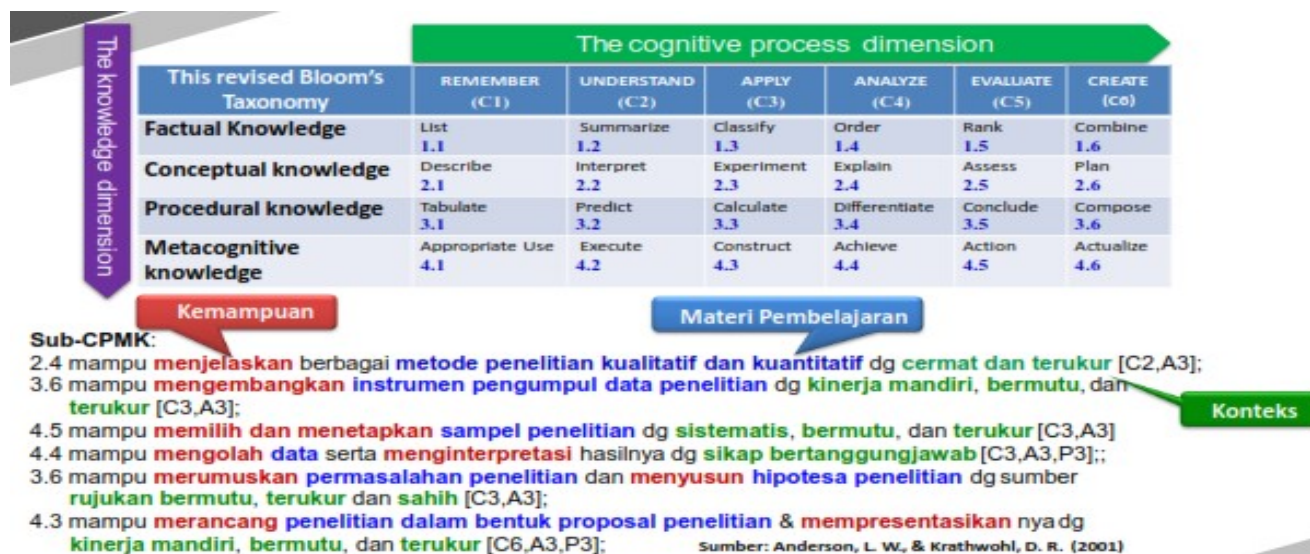 The knowledge dimension
The cognitive process dimension
This revised Bloom's Taxonomy REMEMBER (C1) UNDERSTAND (C2) APPLY (C3) ANALYZE (C4) EVALUATE (C5) CREATE (C6)
Factual Knowledge List Summarize Classify Order Rank Combine
1.1 1.2 1.3 1.4 1.5 1.6
Conceptual knowledge Describe Interpret Experiment Explain Assess Plan
2.1 2.2 2.3 2.4 2.5 2.6
Procedural knowledge Tabulate Predict Calculate Differentiate Conclude Compose
3.1 3.2 3.3 3.4 3.5 3.6
Metacognitive knowledge Appropriate Use Execute Construct Achieve Action Actualize
4.1 4.2 4.3 4.4 4.5 4.6
Kemampuan
Materi Pembelajaran
Sub-CPMK:
2.4 mampu menjelaskan berbagai metode penelitian kualitatif dan kuantitatif dg cermat dan terukur [C2,A3];
3.6 mampu mengembangkan instrumen pengumpul data penelitian dg kinerja mandiri, bermutu, dan
terukur [C3,A3];
Konteks
4.5 mampu memilih dan menetapkan sampel penelitian dg sistematis, bermutu, dan terukur [C3,A3]
4.4 mampu mengolah data serta menginterpretasi hasilnya dg sikap bertanggungjawab [C3,A3,P3];;
3.6 mampu merumuskan permasalahan penelitian dan menyusun hipotesa penelitian dg sumber
rujukan bermutu, terukur dan sahih [C3,A3];
4.3 mampu merancang penelitian dalam bentuk proposal penelitian & mempresentasikan nya dg
kinerja mandiri, bermutu, dan terukur [C6,A3,P3];
Sumber: Anderson, L. W., & Krathwohl, D. R. (2001)